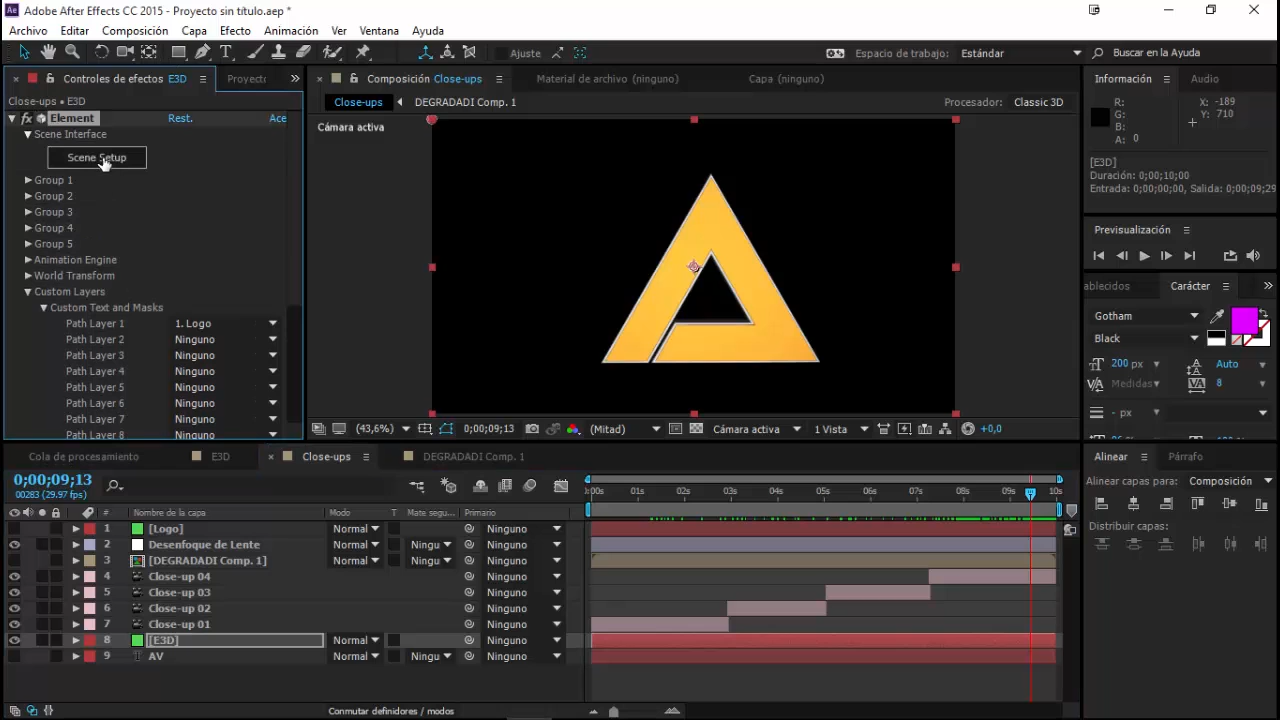 Adobe After Effects CC 2015 - Proyecto sin título.aep *
Archivo Editar Composición Capa Efecto Animación Ver Ventana Ayuda
Ajuste Espacio de trabajo: Estándar Buscar en la Ayuda
Controles de efectos E3D Proyecto
Composición Close-ups Material de archivo (ninguno) Capa (ninguno)
Información Audio
Close-ups • E3D
Close-ups DEGRADADI Comp. 1 Procesador: Classic 3D
fx Element Rest. Ace
Cámara activa
R: X: -189
G: Y: 710
B:
A: 0
Scene Interface
Scene Setup
[E3D]
Duración: 0;00;10;00
Entrada: 0;00;00;00, Salida: 0;00;09;29
Group 1
Group 2
Group 3
Group 4
Group 5
Previsualización
Animation Engine
World Transform
Custom Layers
Custom Text and Masks
ablecidos Carácter
Path Layer 1 1. Logo
Path Layer 2 Ninguno
Path Layer 3 Ninguno
Path Layer 4 Ninguno
Path Layer 5 Ninguno
Path Layer 6 Ninguno
Path Layer 7 Ninguno
Path Layer 8 Ninguno
Gotham
Black
200 px Auto
Medidas 8
- px
(43,6%) 0;00;09;13 (Mitad) Cámara activa 1 Vista +0,0
Cola de procesamiento E3D Close-ups DEGRADADI Comp. 1
Alinear Párrafo
0;00;09;13
00283 (29.97 fps)
Alinear capas para: Composición
:00s 01s 02s 03s 04s 05s 06s 07s 08s 09s 10s
# Nombre de la capa Modo T Mate segu... Primario
Distribuir capas:
1 [Logo] Normal Ninguno
2 Desenfoque de Lente Normal Ningu Ninguno
3 [DEGRADADI Comp. 1] Normal Ningu Ninguno
4 Close-up 04 Ninguno
5 Close-up 03 Ninguno
6 Close-up 02 Ninguno
7 Close-up 01 Ninguno
8 [E3D] Normal Ninguno
9 T AV Normal Ningu Ninguno
Conmutar definidores / modos